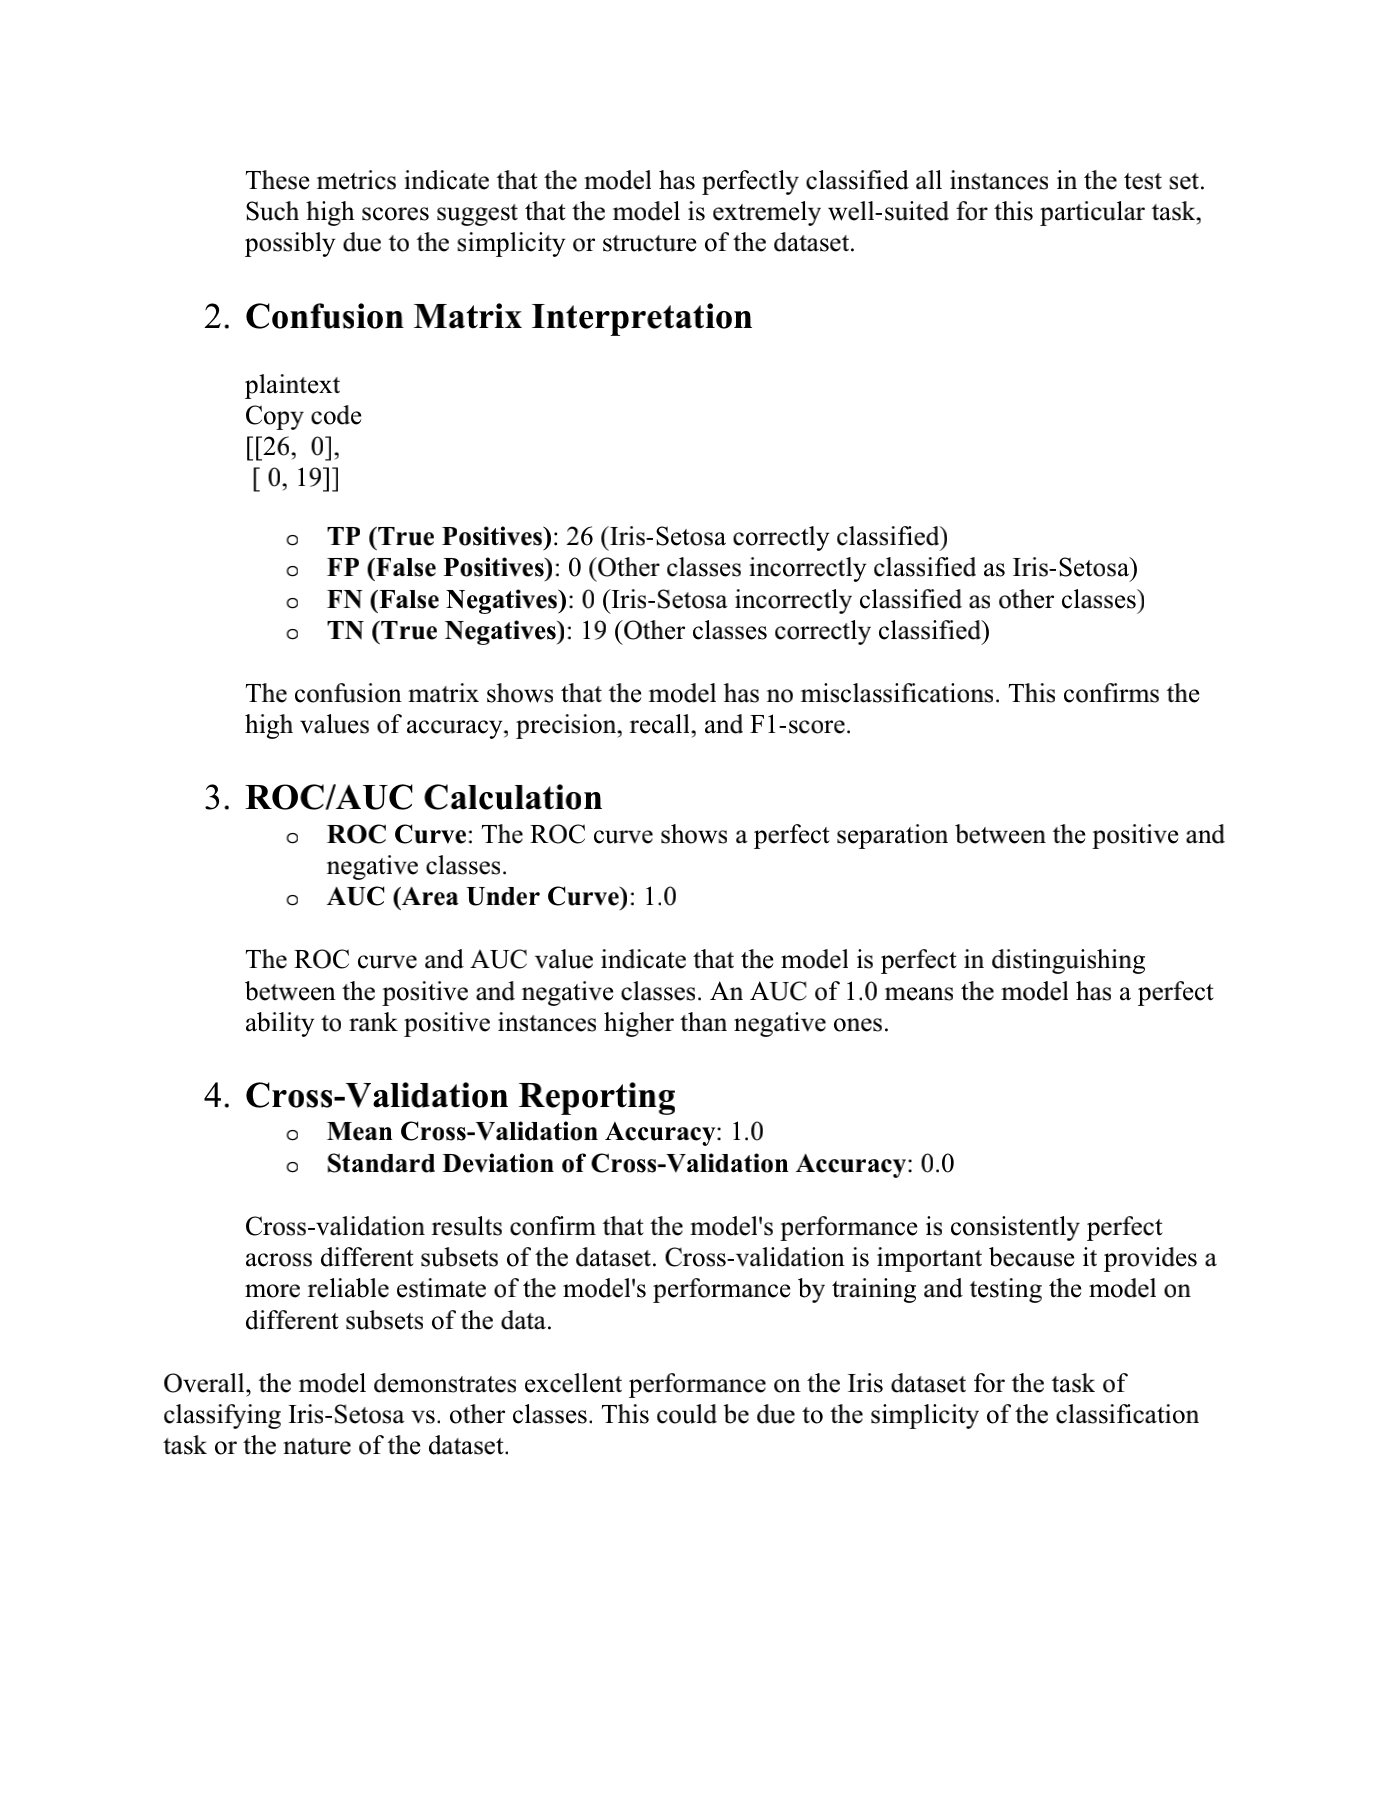 These metrics indicate that the model has perfectly classified all instances in the test set.
Such high scores suggest that the model is extremely well-suited for this particular task,
possibly due to the simplicity or structure of the dataset.
2. Confusion Matrix Interpretation
plaintext
Copy code
[[26,  0],
 [ 0, 19]]
o TP (True Positives): 26 (Iris-Setosa correctly classified)
o FP (False Positives): 0 (Other classes incorrectly classified as Iris-Setosa)
o FN (False Negatives): 0 (Iris-Setosa incorrectly classified as other classes)
o TN (True Negatives): 19 (Other classes correctly classified)
The confusion matrix shows that the model has no misclassifications. This confirms the
high values of accuracy, precision, recall, and F1-score.
3. ROC/AUC Calculation
o ROC Curve: The ROC curve shows a perfect separation between the positive and
negative classes.
o AUC (Area Under Curve): 1.0
The ROC curve and AUC value indicate that the model is perfect in distinguishing
between the positive and negative classes. An AUC of 1.0 means the model has a perfect
ability to rank positive instances higher than negative ones.
4. Cross-Validation Reporting
o Mean Cross-Validation Accuracy: 1.0
o Standard Deviation of Cross-Validation Accuracy: 0.0
Cross-validation results confirm that the model's performance is consistently perfect
across different subsets of the dataset. Cross-validation is important because it provides a
more reliable estimate of the model's performance by training and testing the model on
different subsets of the data.
Overall, the model demonstrates excellent performance on the Iris dataset for the task of
classifying Iris-Setosa vs. other classes. This could be due to the simplicity of the classification
task or the nature of the dataset.